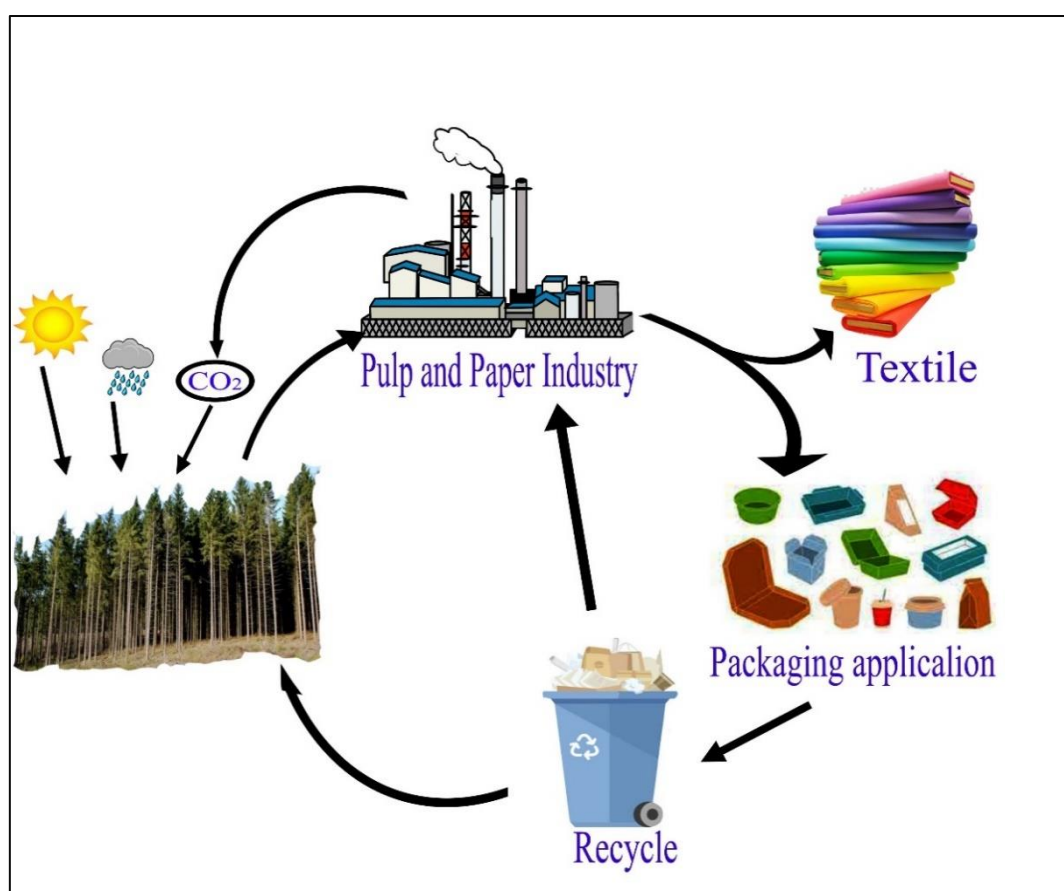 Pulp and Paper Industry
Textile
CO₂
Packaging applicalion
Recycle